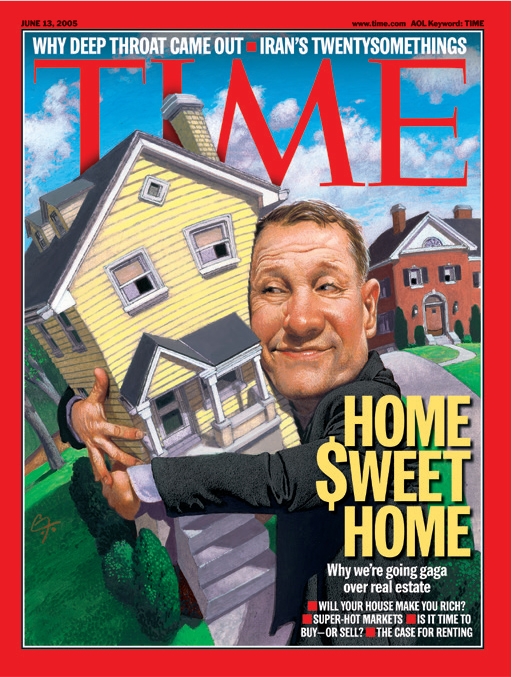 JUNE 13, 2005 www.time.com AOL Keyword: TIME
WHY DEEP THROAT CAME OUT ■ IRAN'S TWENTYSOMETHINGS
TIME
HOME
$WEET
HOME
Why we're going gaga
over real estate
■ WILL YOUR HOUSE MAKE YOU RICH?
■ SUPER-HOT MARKETS ■ IS IT TIME TO
BUY—OR SELL? ■ THE CASE FOR RENTING